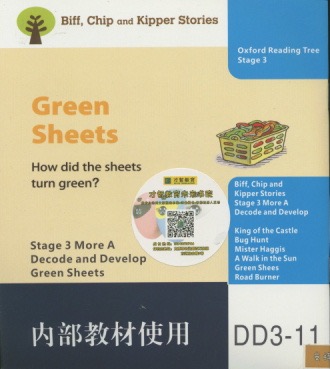 Biff, Chip and Kipper Stories
Oxford Reading Tree
Stage 3
Green
Sheets
How did the sheets
turn green?
Biff, Chip and
Kipper Stories
Stage 3 More A
Decode and Develop
King of the Castle
Bug Hunt
Mister Haggis
A Walk in the Sun
Green Shees
Road Burner
Stage 3 More A
Decode and Develop
Green Sheets
内部教材使用
DD3-11